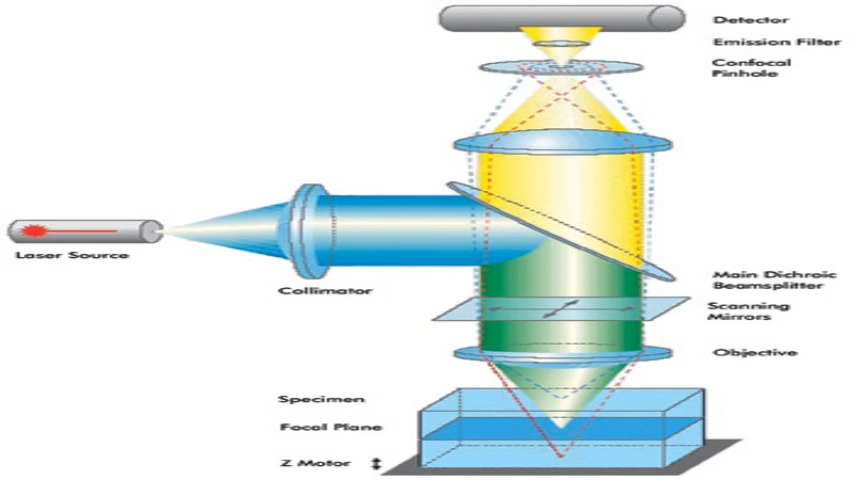 Detector
Emission Filter
Confocal
Pinhole
Laser Source
Collimator
Main Dichroic
Beamsplitter
Scanning
Mirrors
Objective
Specimen
Focal Plane
Z Motor